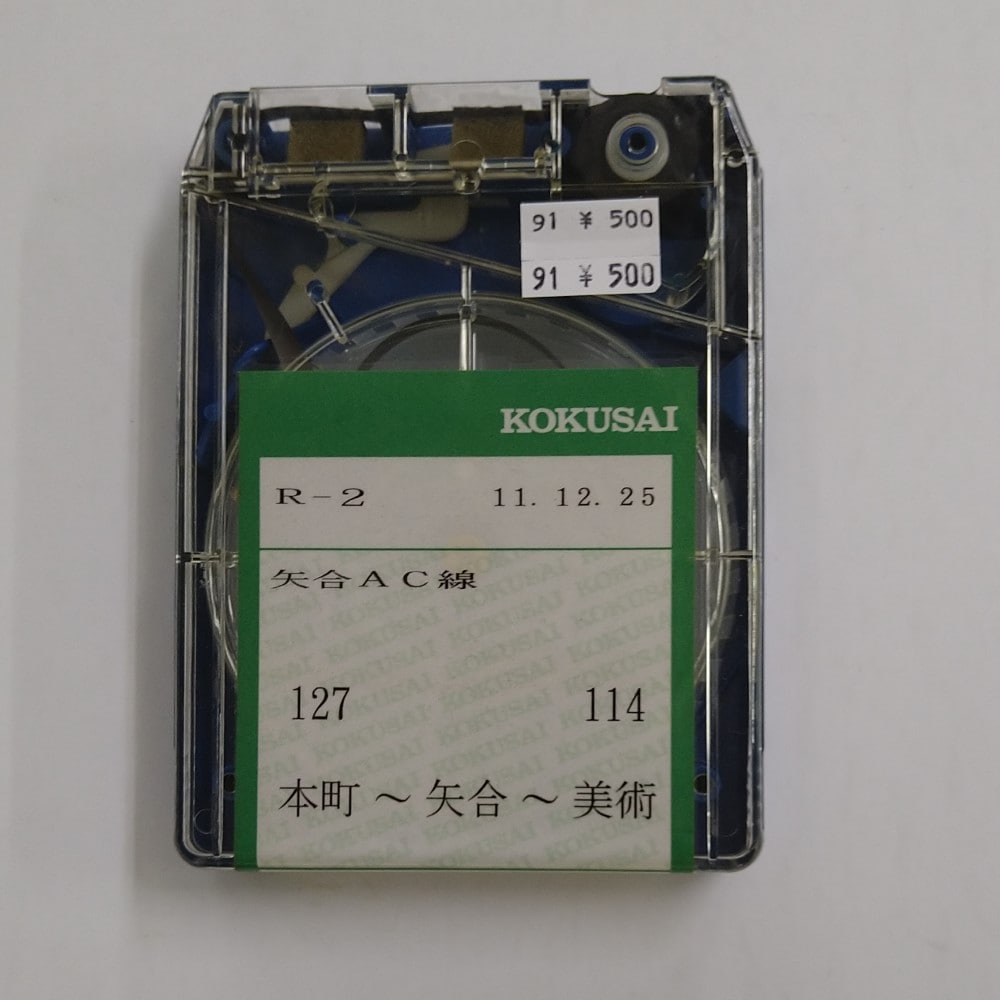 91 ¥ 500
91 ¥ 500
KOKUSAI
R-2 11.12.25
矢合AC線
127 114
本町 ～ 矢合 ～ 美術